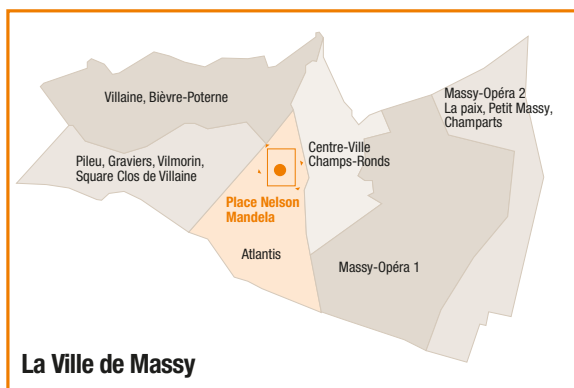 Villaine, Bièvre-Poterne
Massy-Opéra 2
La paix, Petit Massy,
Champarts
Centre-Ville
Champs-Ronds
Pileu, Graviers, Vilmorin,
Square Clos de Villaine
Place Nelson
Mandela
Atlantis
Massy-Opéra 1
La Ville de Massy